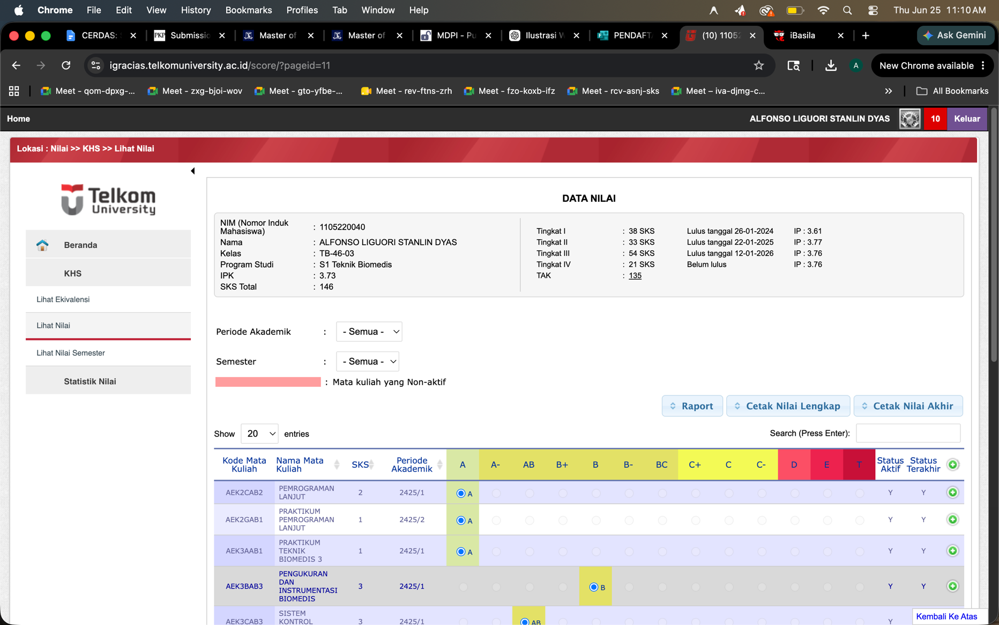 Chrome File Edit View History Bookmarks Profiles Tab Window Help Thu Jun 25 11:10 AM
CERDAS: Submissio Master of Master of MDPI - Pu Ilustrasi PENDAFT (10) 1105 iBasila Ask Gemini
igracias.telkomuniversity.ac.id/score/?pageid=11 A New Chrome available
Meet - qom-dpxg-... Meet - zxg-bjoi-wov Meet - gto-yfbe-... Meet - rev-ftns-zrh Meet - fzo-koxb-ifz Meet - rcv-asnj-sks Meet – iva-djmg-c... All Bookmarks
Home ALFONSO LIGUORI STANLIN DYAS 10 Keluar
Lokasi : Nilai >> KHS >> Lihat Nilai
Telkom
University
Beranda
KHS
Lihat Ekivalensi
Lihat Nilai
Lihat Nilai Semester
Statistik Nilai
DATA NILAI
NIM (Nomor Induk Mahasiswa) : 1105220040
Nama : ALFONSO LIGUORI STANLIN DYAS
Kelas : TB-46-03
Program Studi : S1 Teknik Biomedis
IPK : 3.73
SKS Total : 146
Tingkat I : 38 SKS Lulus tanggal 26-01-2024 IP : 3.61
Tingkat II : 33 SKS Lulus tanggal 22-01-2025 IP : 3.77
Tingkat III : 54 SKS Lulus tanggal 12-01-2026 IP : 3.76
Tingkat IV : 21 SKS Belum lulus IP : 3.76
TAK : 135
Periode Akademik : - Semua -
Semester : - Semua -
: Mata kuliah yang Non-aktif
Raport Cetak Nilai Lengkap Cetak Nilai Akhir
Show 20 entries Search (Press Enter):
Kode Mata Kuliah Nama Mata Kuliah SKS Periode Akademik A A- AB B+ B B- BC C+ C C- D E T Status Aktif Status Terakhir
AEK2CAB2 PEMROGRAMAN LANJUT 2 2425/1 A Y Y
AEK2GAB1 PRAKTIKUM PEMROGRAMAN LANJUT 1 2425/2 A Y Y
AEK3AAB1 PRAKTIKUM TEKNIK BIOMEDIS 3 1 2425/1 A Y Y
AEK3BAB3 PENGUKURAN DAN INSTRUMENTASI BIOMEDIS 3 2425/1 B Y Y
AEK3CAB3 SISTEM KONTROL 3 2425/1 AB Y
Kembali Ke Atas